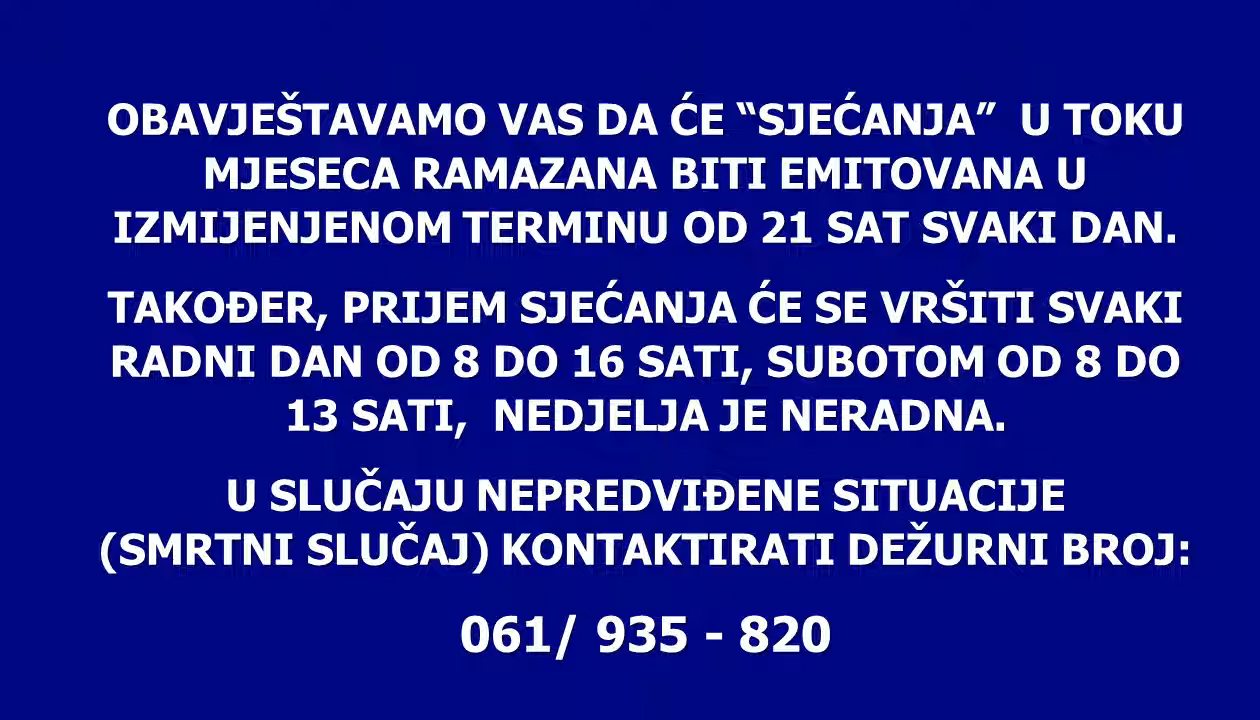 OBAVJEŠTAVAMO VAS DA ĆE “SJEĆANJA” U TOKU
MJESECA RAMAZANA BITI EMITOVANA U
IZMIJENJENOM TERMINU OD 21 SAT SVAKI DAN.
TAKOĐER, PRIJEM SJEĆANJA ĆE SE VRŠITI SVAKI
RADNI DAN OD 8 DO 16 SATI, SUBOTOM OD 8 DO
13 SATI, NEDJELJA JE NERADNA.
U SLUČAJU NEPREDVIĐENE SITUACIJE
(SMRTNI SLUČAJ) KONTAKTIRATI DEŽURNI BROJ:
061/ 935 - 820